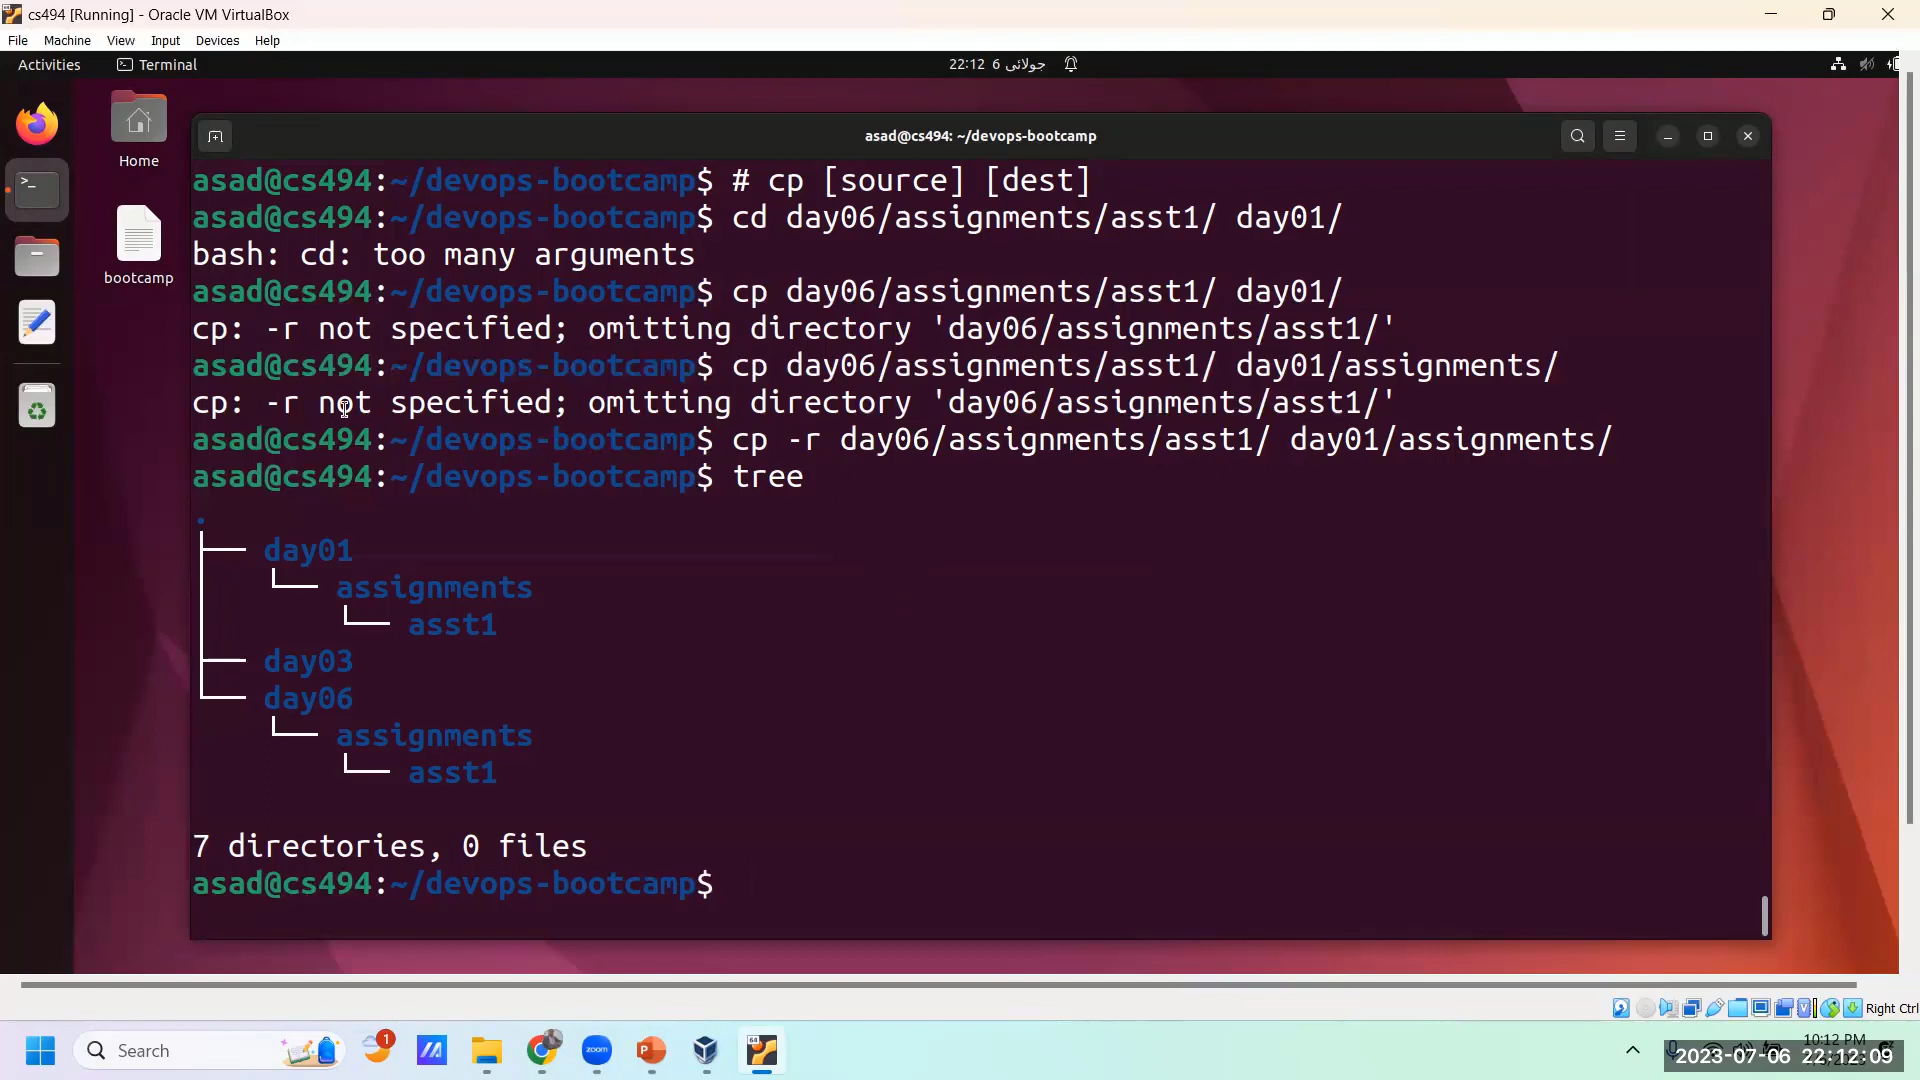 cs494 [Running] - Oracle VM VirtualBox
File Machine View Input Devices Help
Activities Terminal 22:12 6 جولائی
Home
bootcamp
asad@cs494: ~/devops-bootcamp
asad@cs494:~/devops-bootcamp$ # cp [source] [dest]
asad@cs494:~/devops-bootcamp$ cd day06/assignments/asst1/ day01/
bash: cd: too many arguments
asad@cs494:~/devops-bootcamp$ cp day06/assignments/asst1/ day01/
cp: -r not specified; omitting directory 'day06/assignments/asst1/'
asad@cs494:~/devops-bootcamp$ cp day06/assignments/asst1/ day01/assignments/
cp: -r not specified; omitting directory 'day06/assignments/asst1/'
asad@cs494:~/devops-bootcamp$ cp -r day06/assignments/asst1/ day01/assignments/
asad@cs494:~/devops-bootcamp$ tree
.
├── day01
│   └── assignments
│       └── asst1
├── day03
└── day06
    └── assignments
        └── asst1
7 directories, 0 files
asad@cs494:~/devops-bootcamp$
Right Ctrl
Search
1
zoom
64
10:12 PM
2023-07-06 22:12:09